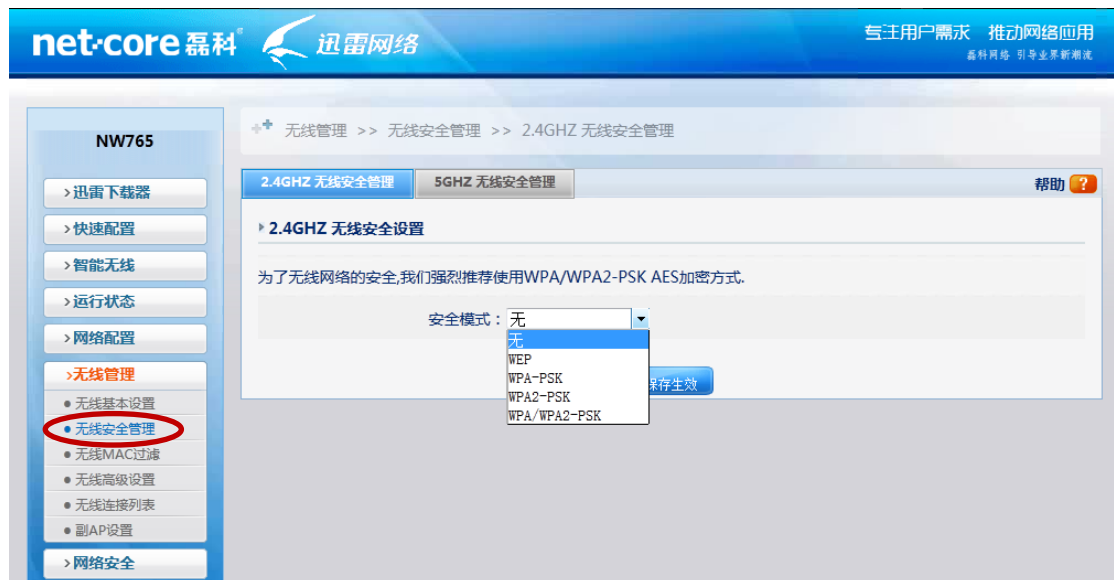 net·core 磊科 迅雷网络
专注用户需求 推动网络应用
磊科网络 引导业界新潮流
NW765
>迅雷下载器
>快速配置
>智能无线
>运行状态
>网络配置
>无线管理
● 无线基本设置
● 无线安全管理
● 无线MAC过滤
● 无线高级设置
● 无线连接列表
● 副AP设置
>网络安全
无线管理 >> 无线安全管理 >> 2.4GHZ 无线安全管理
2.4GHZ 无线安全管理 5GHZ 无线安全管理 帮助 ?
2.4GHZ 无线安全设置
为了无线网络的安全,我们强烈推荐使用WPA/WPA2-PSK AES加密方式.
安全模式：无
无
WEP
WPA-PSK
WPA2-PSK
WPA/WPA2-PSK
保存生效